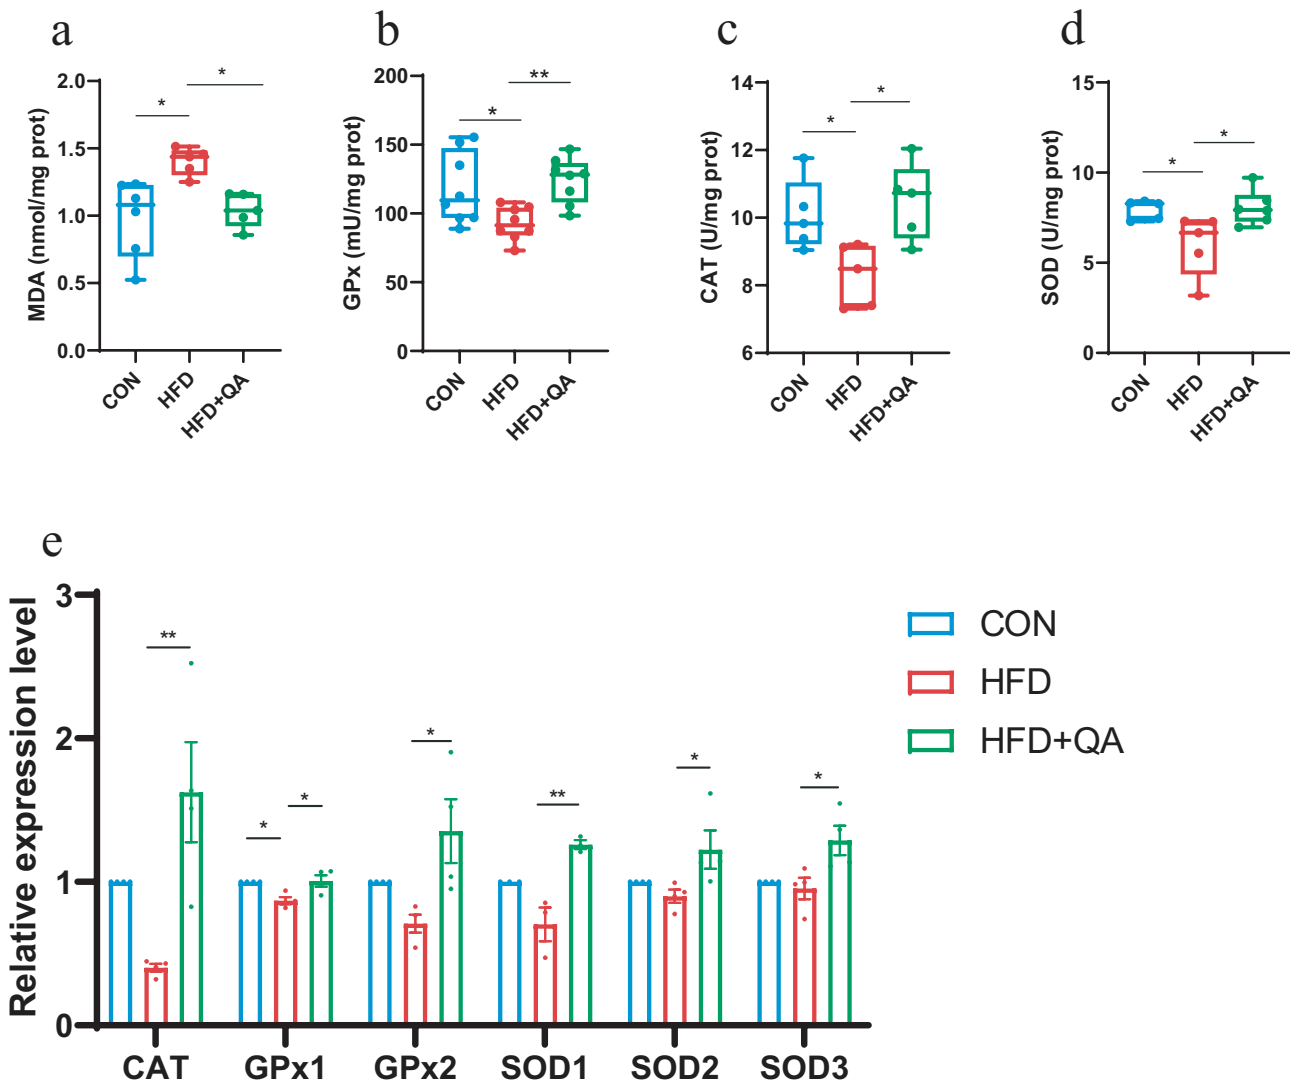 a
MDA (nmol/mg prot)
2.0
1.5
1.0
0.5
0.0
*
*
CON
HFD
HFD+QA
b
GPx (mU/mg prot)
200
150
100
50
0
*
**
CON
HFD
HFD+QA
c
CAT (U/mg prot)
14
12
10
8
6
*
*
CON
HFD
HFD+QA
d
SOD (U/mg prot)
15
10
5
0
*
*
CON
HFD
HFD+QA
e
Relative expression level
3
2
1
0
**
*
*
*
**
*
*
CAT
GPx1
GPx2
SOD1
SOD2
SOD3
CON
HFD
HFD+QA